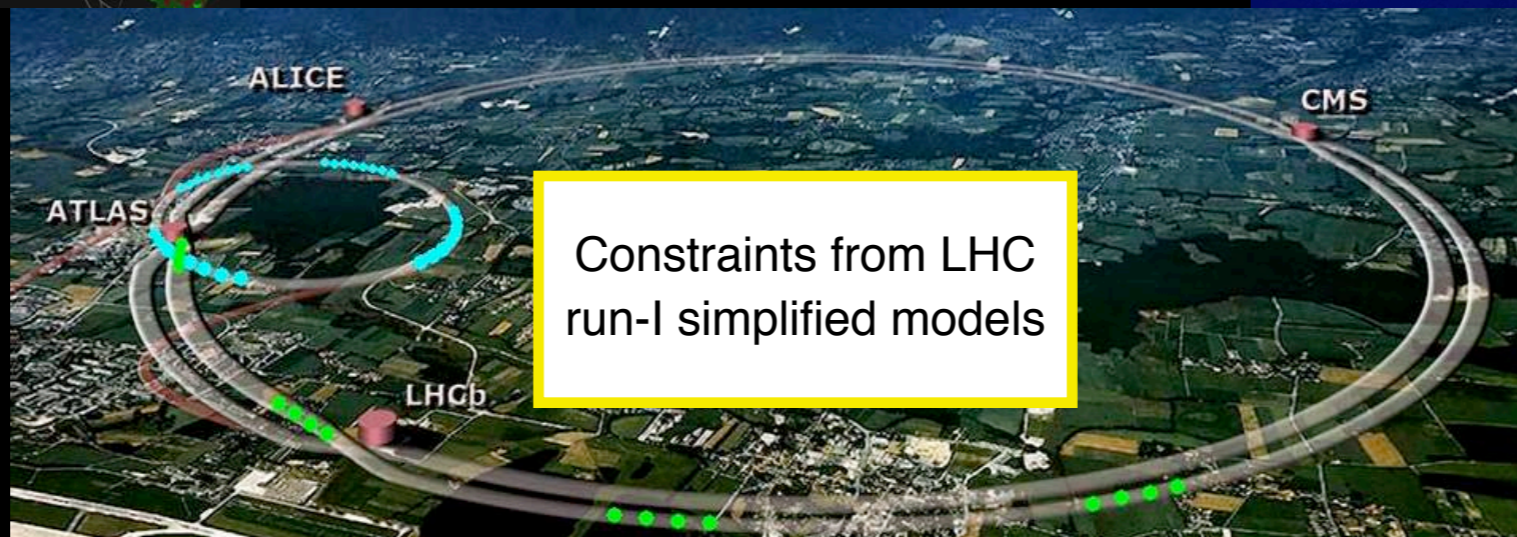 ALICE
CMS
ATLAS
Constraints from LHC
run-I simplified models
LHCb